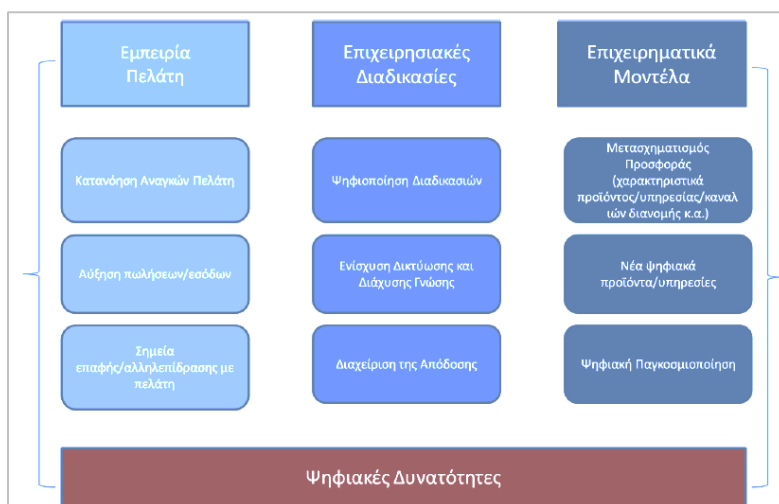 Εμπειρία
Πελάτη
Επιχειρησιακές
Διαδικασίες
Επιχειρηματικά
Μοντέλα
Κατανόηση Αναγκών Πελάτη
Ψηφιοποίηση Διαδικασιών
Μετασχηματισμός
Προσφοράς
(χαρακτηριστικά
προϊόντος/υπηρεσίας/καναλ
ιών διανομής κ.α.)
Αύξηση πωλήσεων/εσόδων
Ενίσχυση Δικτύωσης και
Διάχυσης Γνώσης
Νέα ψηφιακά
προϊόντα/υπηρεσίες
Σημεία
επαφής/αλληλεπίδρασης με
πελάτη
Διαχείριση της Απόδοσης
Ψηφιακή Παγκοσμιοποίηση
Ψηφιακές Δυνατότητες